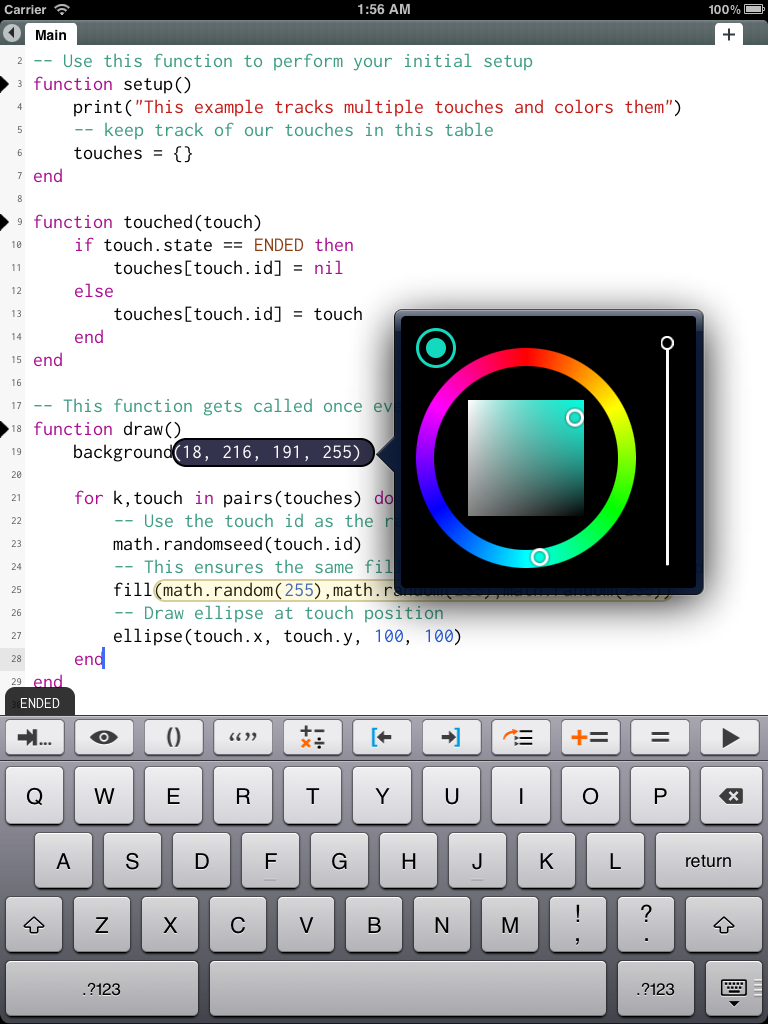 Carrier 1:56 AM 100%
Main +
2 -- Use this function to perform your initial setup
3 function setup()
4 print("This example tracks multiple touches and colors them")
5 -- keep track of our touches in this table
6 touches = {}
7 end
8
9 function touched(touch)
10 if touch.state == ENDED then
11 touches[touch.id] = nil
12 else
13 touches[touch.id] = touch
14 end
15 end
16
17 -- This function gets called once
18 function draw()
19 background(18, 216, 191, 255)
20
21 for k,touch in pairs(touches) do
22 -- Use the touch id as the
23 math.randomseed(touch.id)
24 -- This ensures the same
25 fill(math.random(255),math.
26 -- Draw ellipse at touch position
27 ellipse(touch.x, touch.y, 100, 100)
28 end
29 end
ENDED
... () “” +-×÷ [← →] += =
Q W E R T Y U I O P
A S D F G H J K L return
Z X C V B N M ! , ? .
.?123 .?123